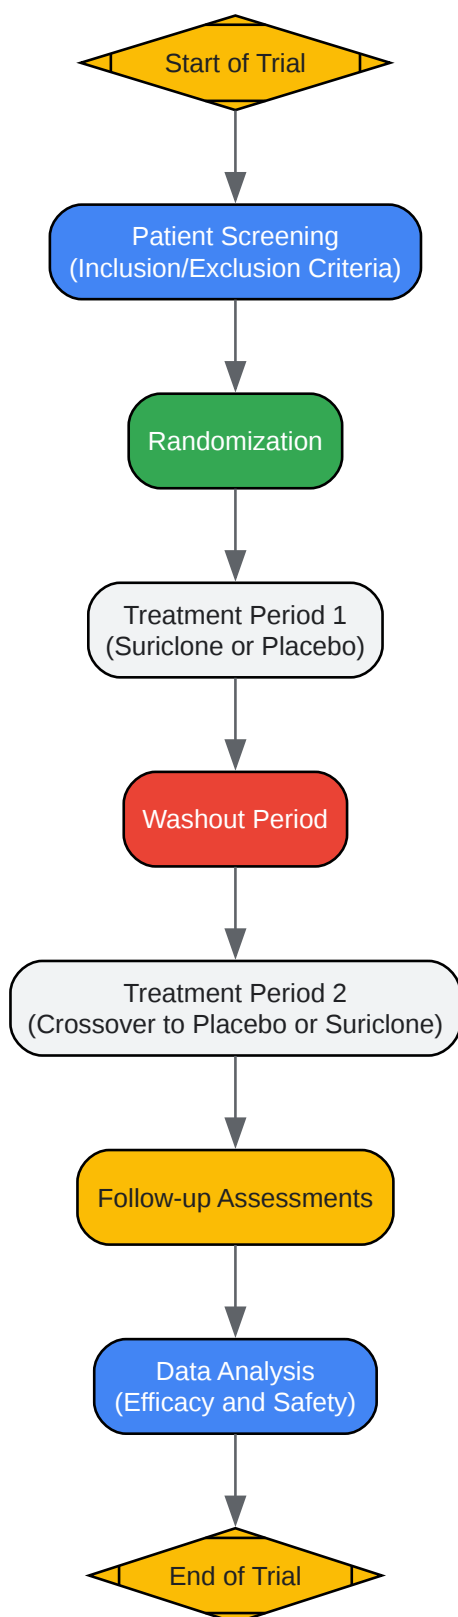 Start of Trial
Patient Screening
(Inclusion/Exclusion Criteria)
Randomization
Treatment Period 1
(Suriclone or Placebo)
Washout Period
Treatment Period 2
(Crossover to Placebo or Suriclone)
Follow-up Assessments
Data Analysis
(Efficacy and Safety)
End of Trial